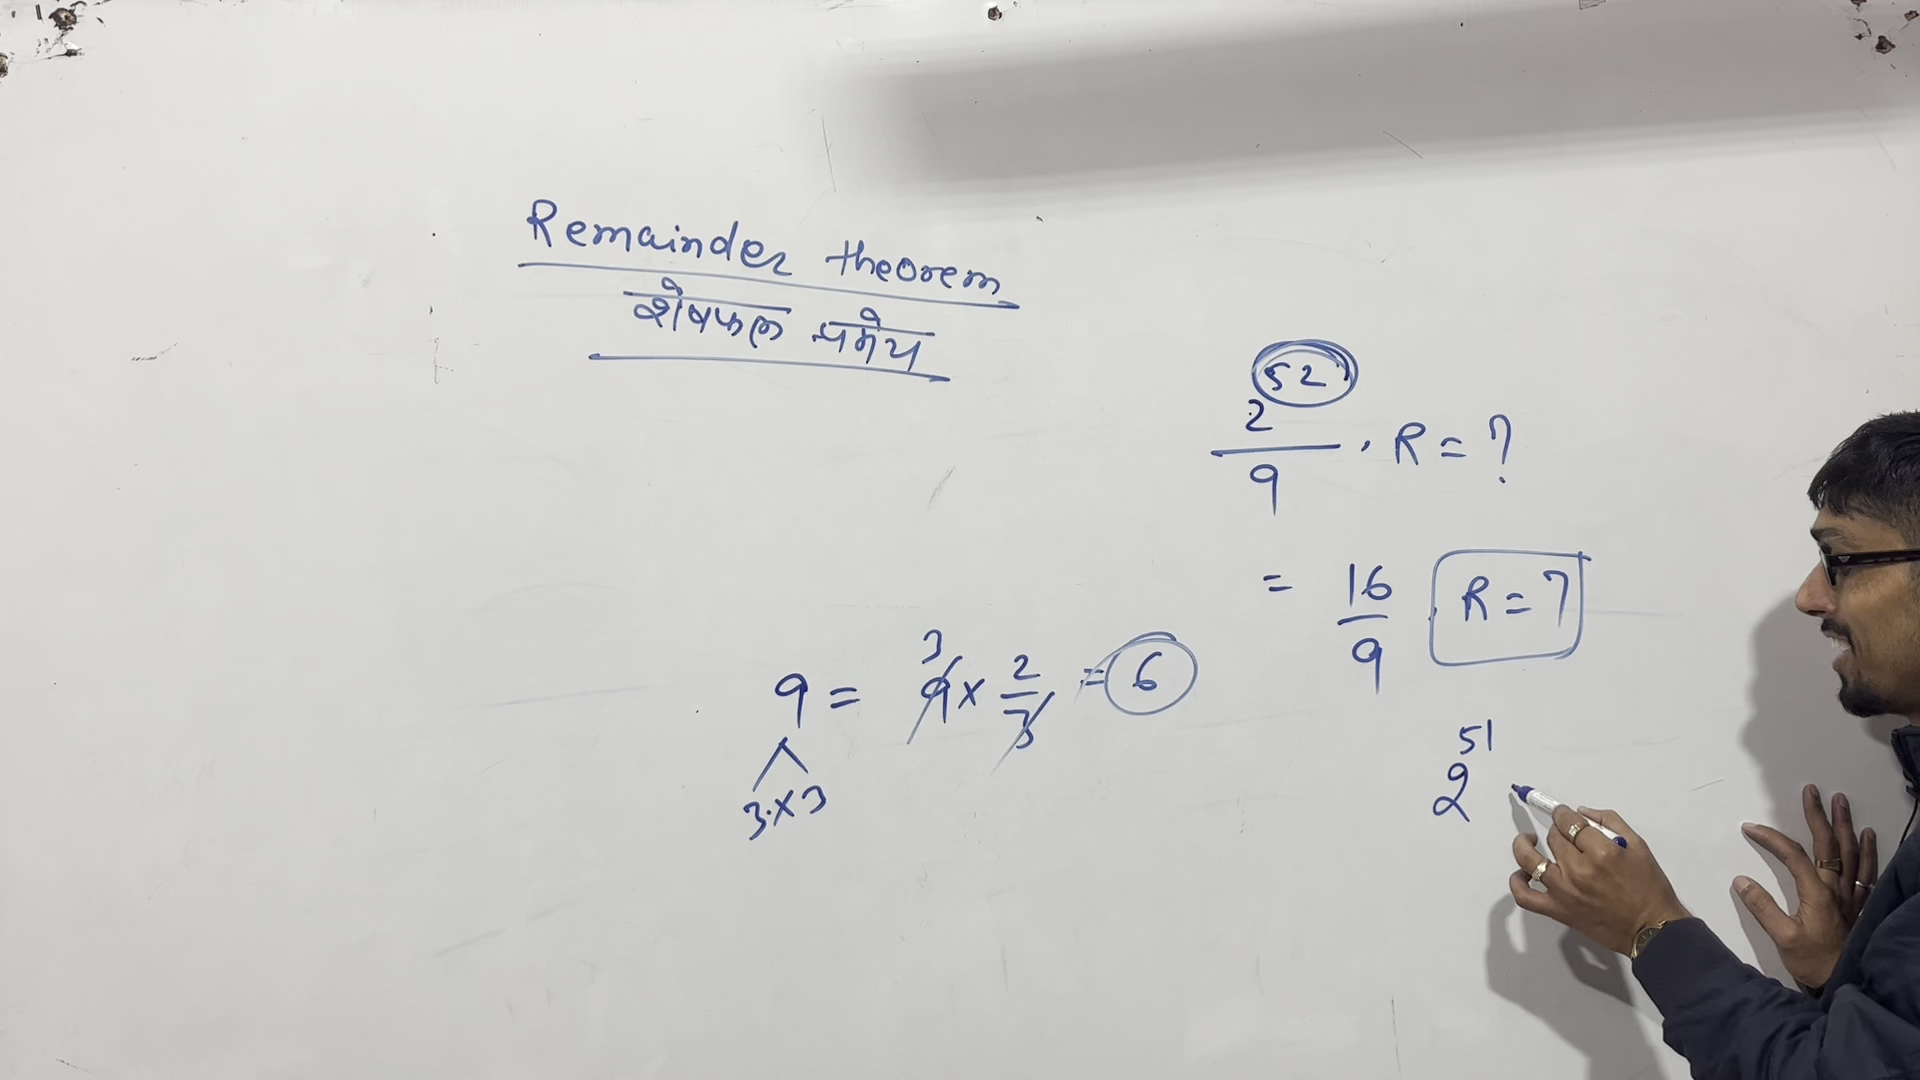 Remainder theorem
शेषफल प्रमेय
2^52 / 9 , R = ?
= 16/9 . R = 7
9 = 9 × 2/3 = 6
3
3 × 3
2^51